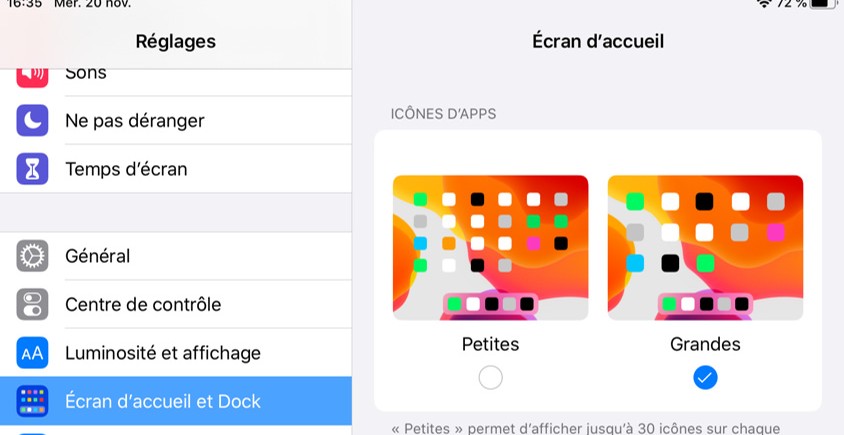 16:35 Mer. 20 nov.
72 %
Réglages
Écran d’accueil
Sons
Ne pas déranger
Temps d’écran
Général
Centre de contrôle
AA Luminosité et affichage
Écran d’accueil et Dock
ICÔNES D’APPS
Petites
Grandes
« Petites » permet d’afficher jusqu’à 30 icônes sur chaque